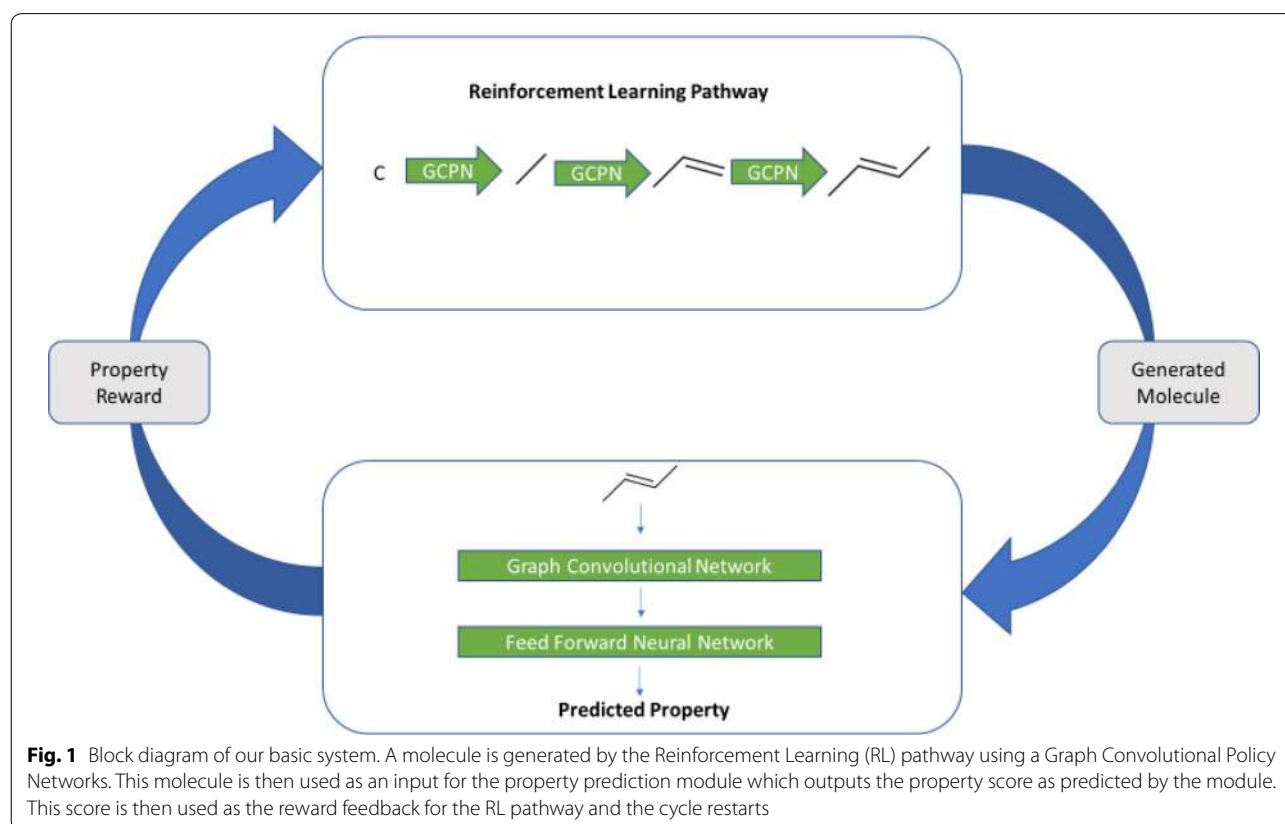 Reinforcement Learning Pathway
C GCPN GCPN GCPN
Property
Reward
Generated
Molecule
Graph Convolutional Network
Feed Forward Neural Network
Predicted Property
Fig. 1 Block diagram of our basic system. A molecule is generated by the Reinforcement Learning (RL) pathway using a Graph Convolutional Policy
Networks. This molecule is then used as an input for the property prediction module which outputs the property score as predicted by the module.
This score is then used as the reward feedback for the RL pathway and the cycle restarts